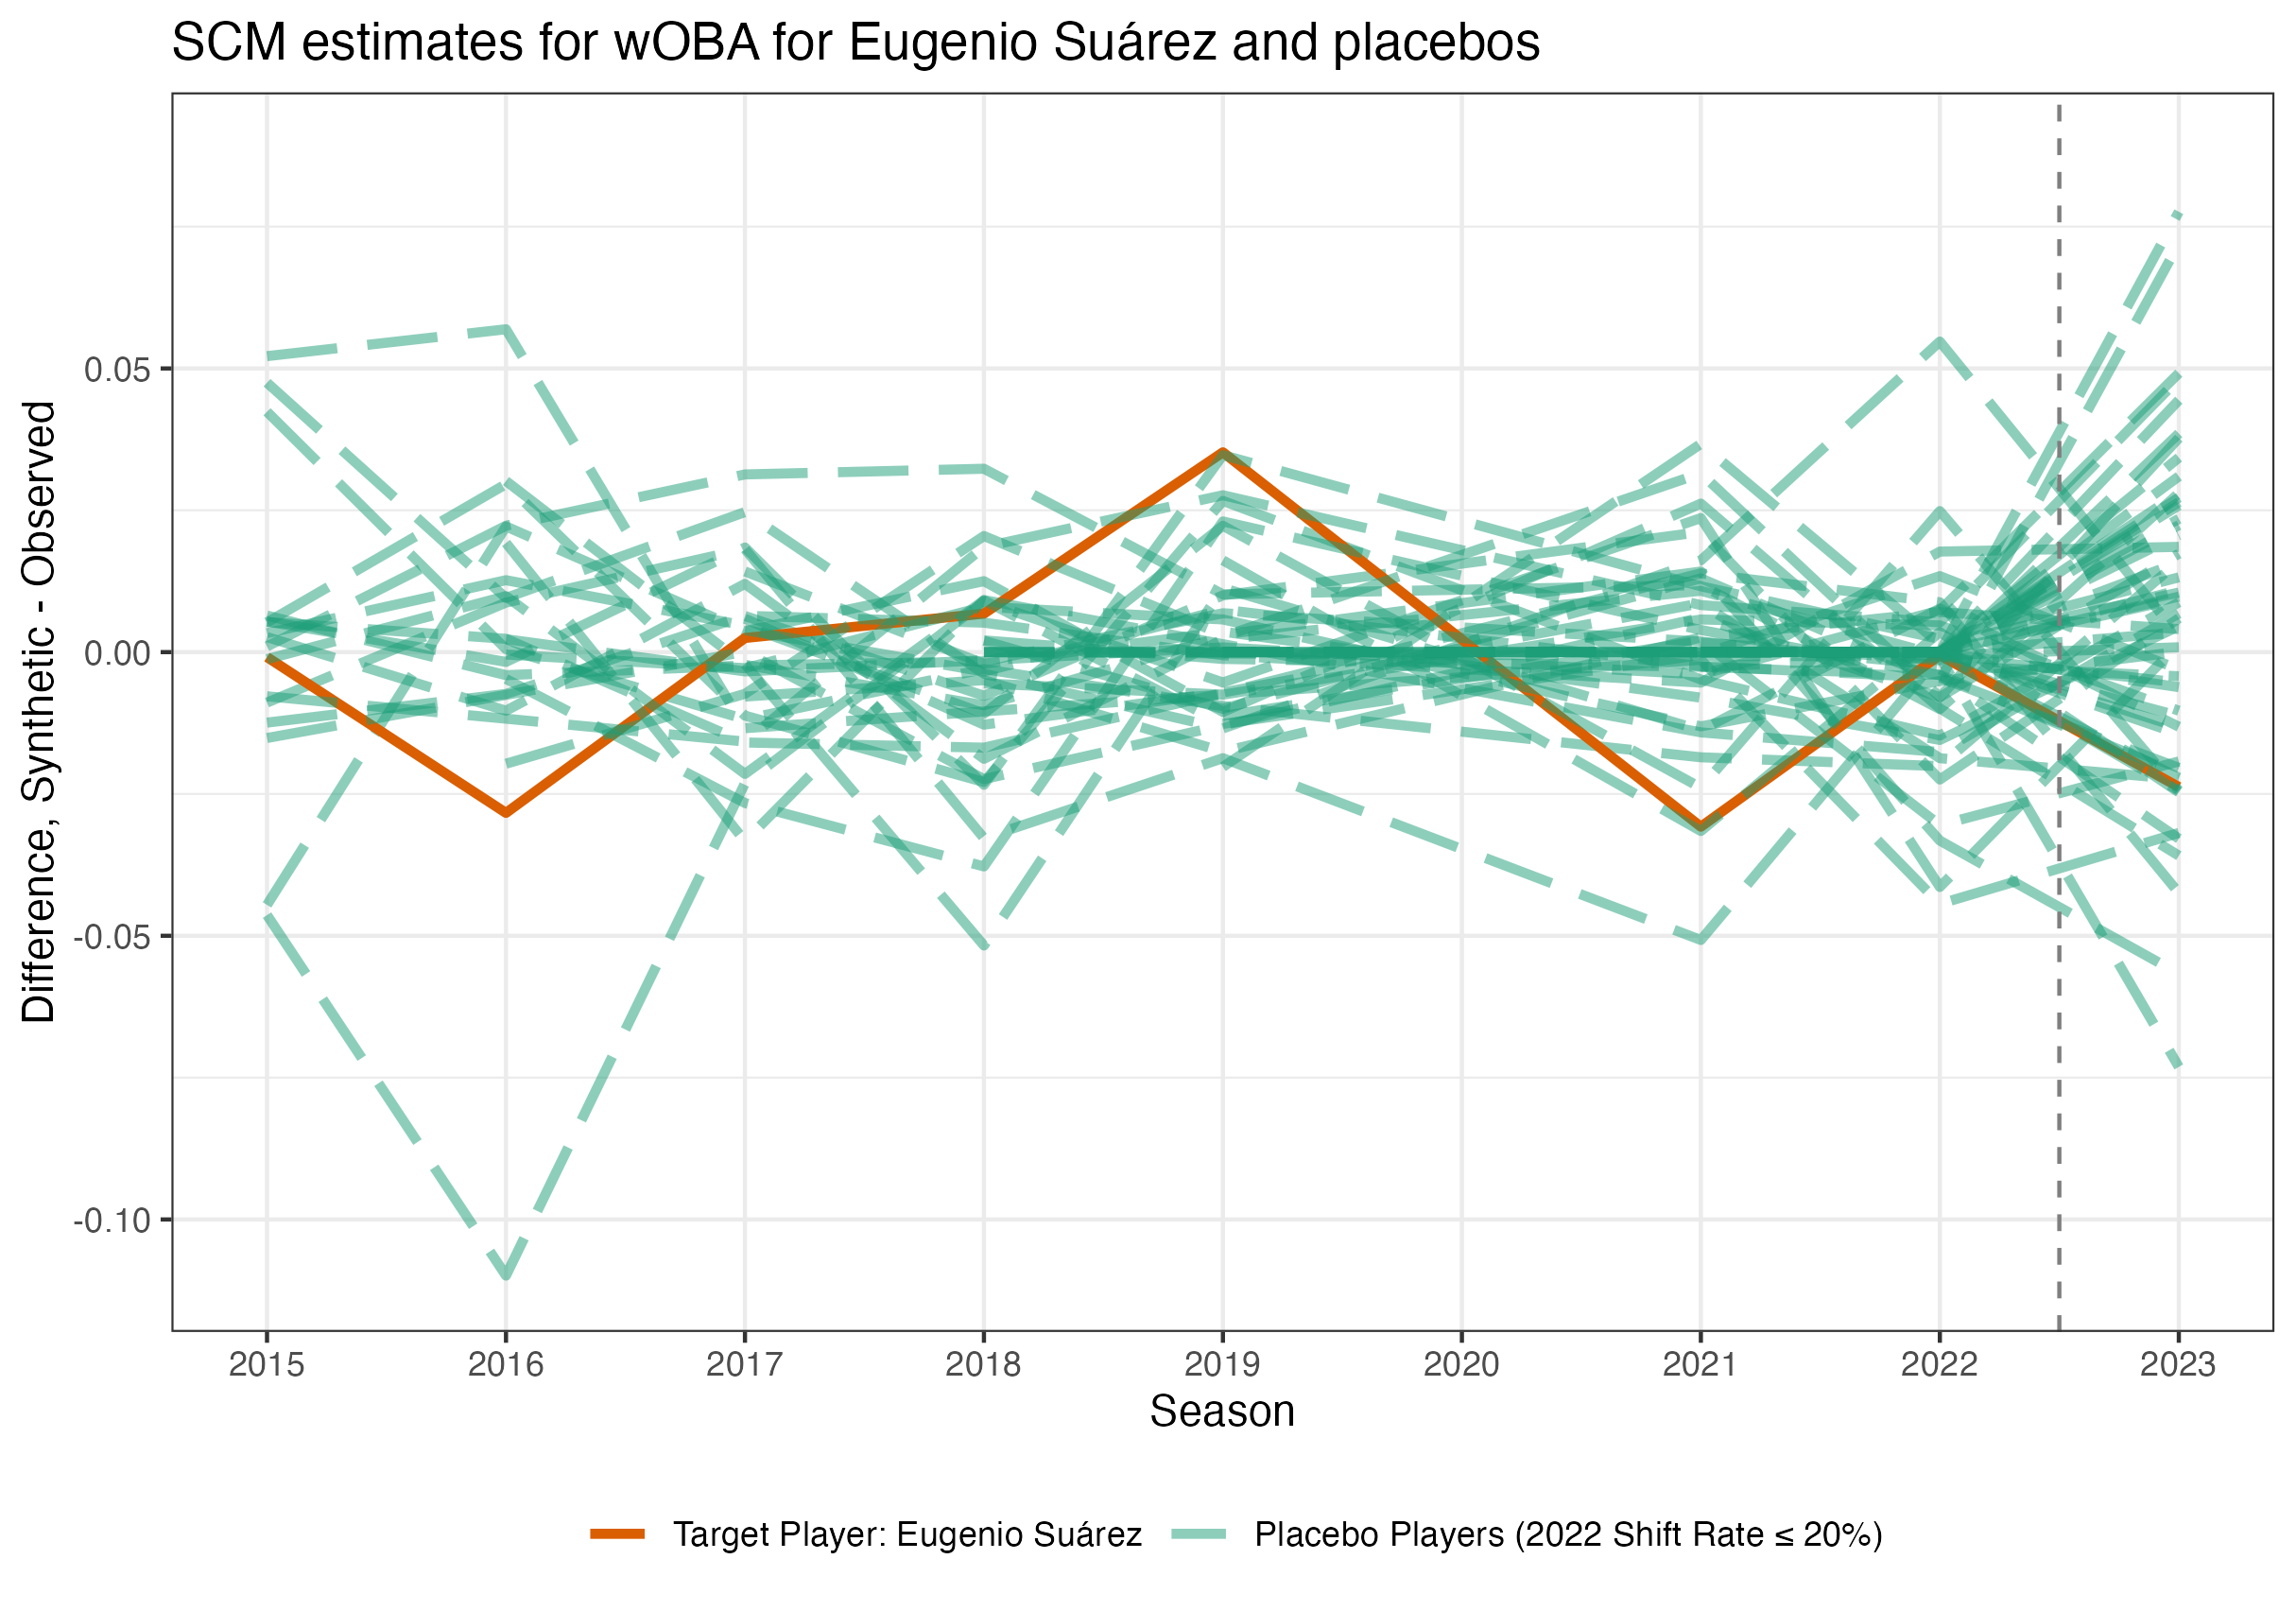 SCM estimates for wOBA for Eugenio Suárez and placebos
Difference, Synthetic - Observed
0.05
0.00
-0.05
-0.10
2015 2016 2017 2018 2019 2020 2021 2022 2023
Season
Target Player: Eugenio Suárez Placebo Players (2022 Shift Rate ≤ 20%)